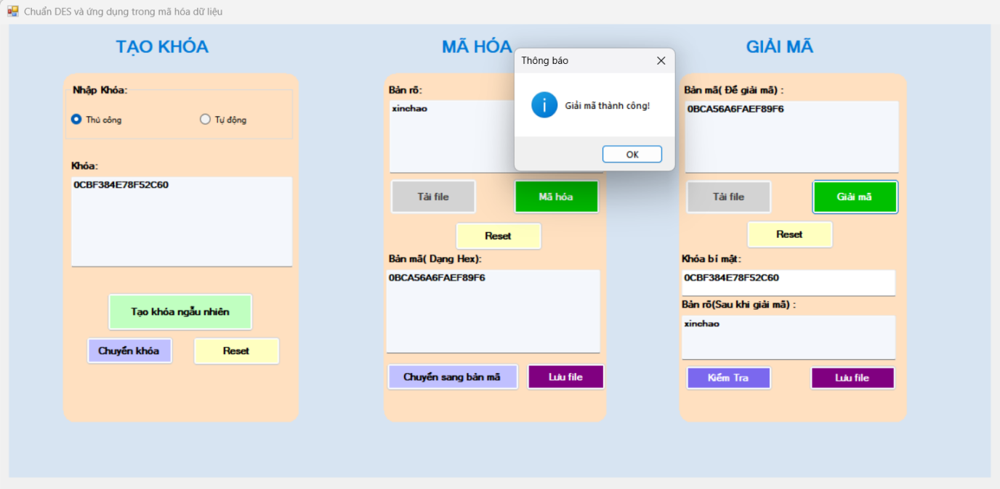 Chuẩn DES và ứng dụng trong mã hóa dữ liệu
TẠO KHÓA
Nhập Khóa:
Thủ công
Tự động
Khóa:
0CBF384E78F52C60
Tạo khóa ngẫu nhiên
Chuyển khóa
Reset
MÃ HÓA
Bản rõ:
xinchao
Tải file
Mã hóa
Reset
Bản mã( Dạng Hex):
0BCA56A6FAEF89F6
Chuyển sang bản mã
Lưu file
Thông báo
Giải mã thành công!
OK
GIẢI MÃ
Bản mã( Để giải mã) :
0BCA56A6FAEF89F6
Tải file
Giải mã
Reset
Khóa bí mật:
0CBF384E78F52C60
Bản rõ(Sau khi giải mã) :
xinchao
Kiểm Tra
Lưu file